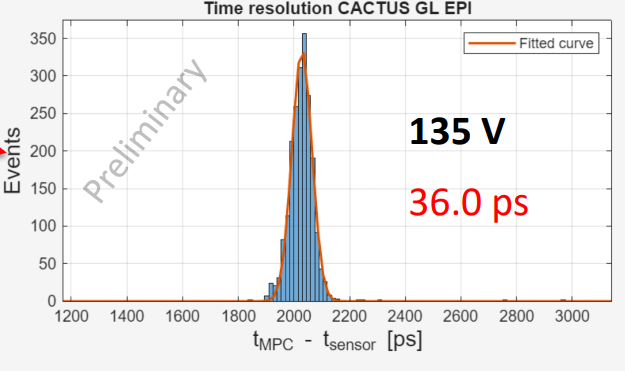 Time resolution CACTUS GL EPI
350
300
250
200
150
100
50
0
Events
Preliminary
Fitted curve
135 V
36.0 ps
1200 1400 1600 1800 2000 2200 2400 2600 2800 3000
tMPC - tsensor [ps]